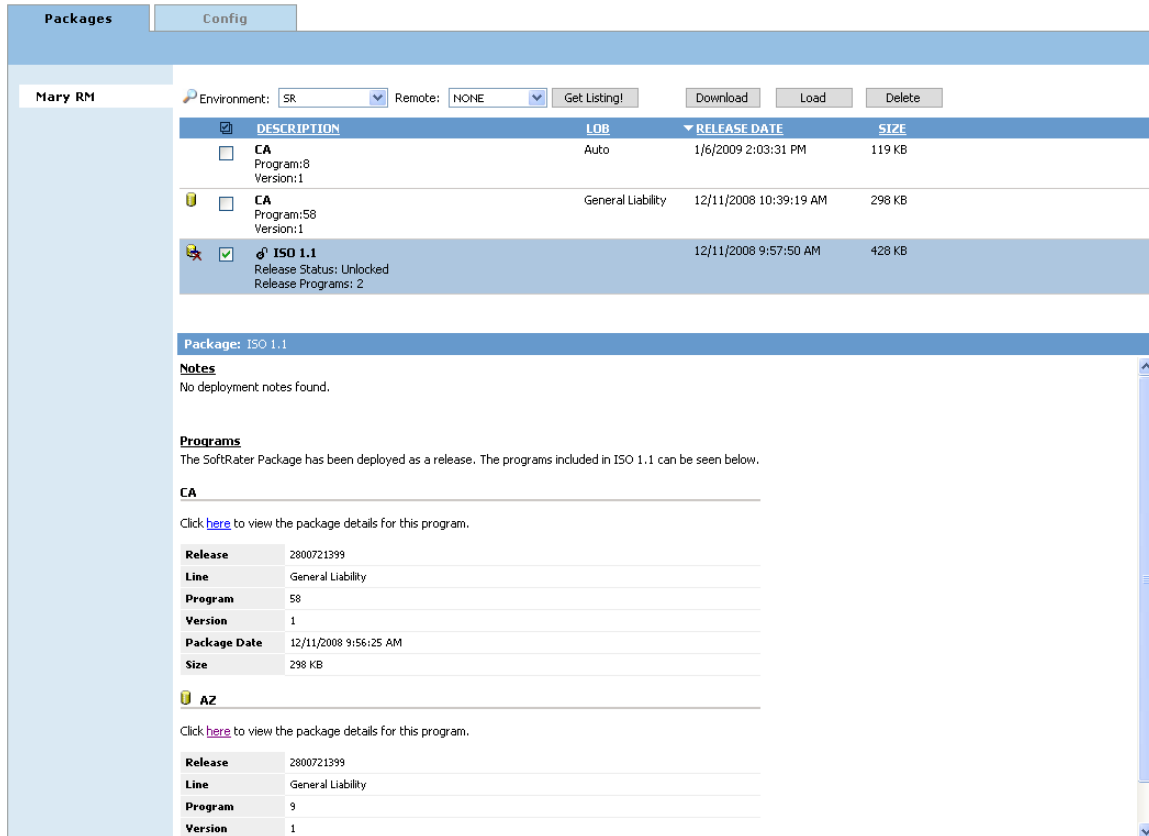 Packages Config
Mary RM
Environment: SR Remote: NONE Get Listing! Download Load Delete
DESCRIPTION LOB RELEASE DATE SIZE
CA Auto 1/6/2009 2:03:31 PM 119 KB
Program:8
Version:1
CA General Liability 12/11/2008 10:39:19 AM 298 KB
Program:58
Version:1
ISO 1.1 12/11/2008 9:57:50 AM 428 KB
Release Status: Unlocked
Release Programs: 2
Package: ISO 1.1
Notes
No deployment notes found.
Programs
The SoftRater Package has been deployed as a release. The programs included in ISO 1.1 can be seen below.
CA
Click here to view the package details for this program.
Release 2800721399
Line General Liability
Program 58
Version 1
Package Date 12/11/2008 9:56:25 AM
Size 298 KB
AZ
Click here to view the package details for this program.
Release 2800721399
Line General Liability
Program 9
Version 1